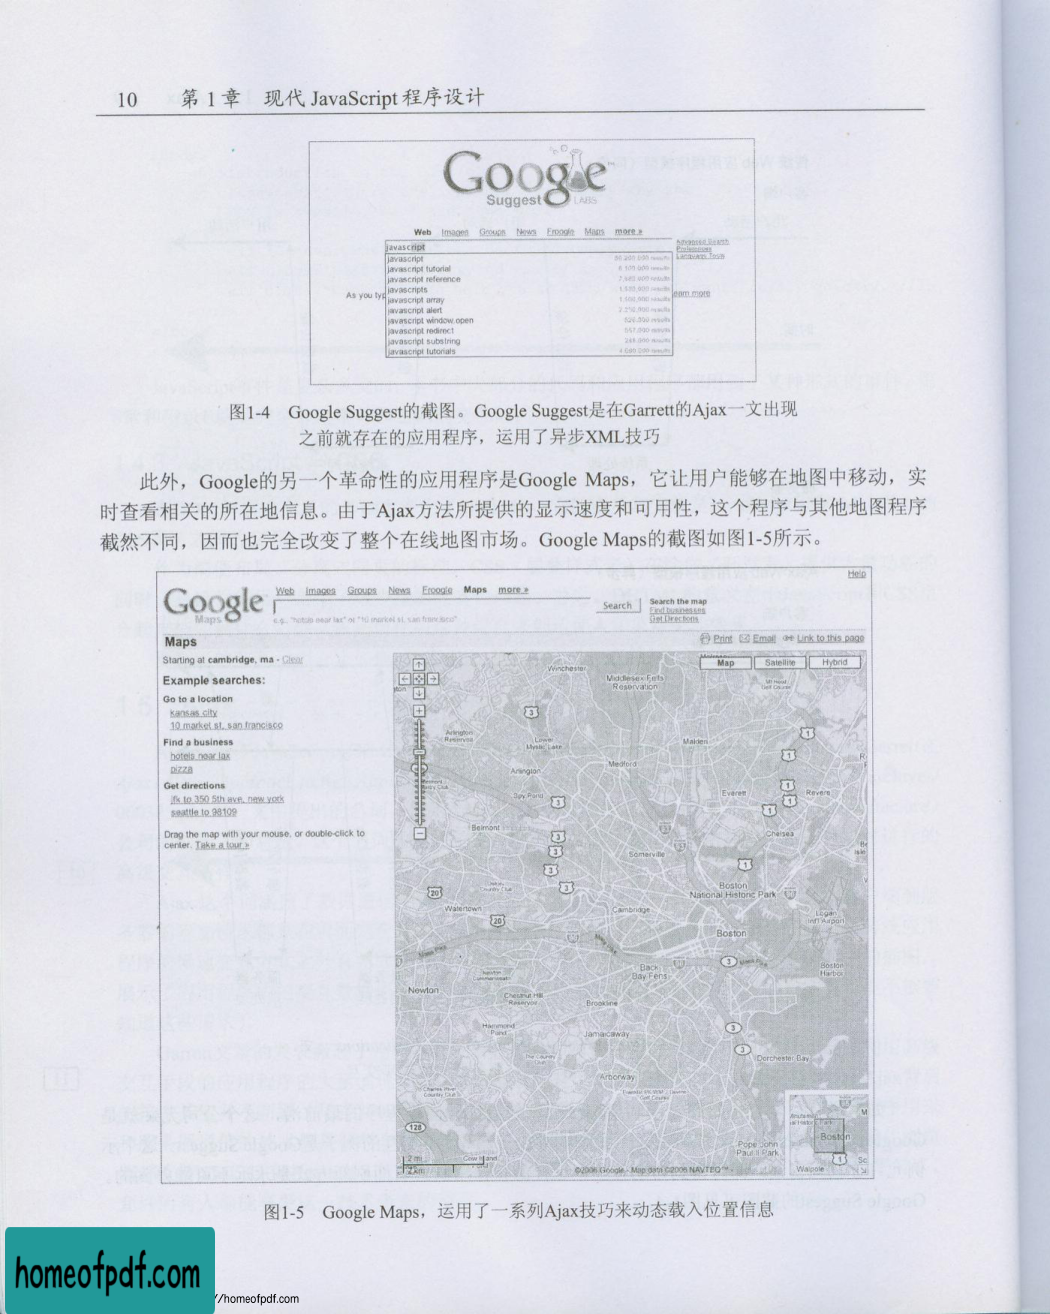 10 第 1 章 现代 JavaScript 程序设计
Google
Suggest LABS
Web Images Groups News Froogle Maps more »
javascript
Advanced Search
Preferences
Language Tools
javascript
javascript tutorial
javascript reference
javascripts
javascript array
javascript alert
javascript window.open
javascript redirect
javascript substring
javascript tutorials
As you typ
earn more
图1-4 Google Suggest的截图。Google Suggest是在Garrett的Ajax一文出现
之前就存在的应用程序，运用了异步XML技巧
此外，Google的另一个革命性的应用程序是Google Maps，它让用户能够在地图中移动，实
时查看相关的所在地信息。由于Ajax方法所提供的显示速度和可用性，这个程序与其他地图程序
截然不同，因而也完全改变了整个在线地图市场。Google Maps的截图如图1-5所示。
Help
Google
Maps
Web Images Groups News Froogle Maps more »
Search
e.g., "hotels near lax" or "10 market st, san francisco"
Search the map
Find businesses
Get Directions
Maps
Print Email Link to this page
Starting at cambridge, ma - Clear
Example searches:
Go to a location
kansas city
10 market st, san francisco
Find a business
hotels near lax
pizza
Get directions
jfk to 350 5th ave, new york
seattle to 98109
Drag the map with your mouse, or double-click to
center. Take a tour »
Map Satellite Hybrid
Winchester
Middlesex Fells
Reservation
Arlington
Reservoir
Lower
Mystic Lake
Malden
Medford
Arlington
Spy Pond
Everett
Revere
Belmont
Chelsea
Somerville
Boston
National Historic Park
Watertown
Cambridge
Logan
Int'l Airport
Boston
Back
Bay Fens
Boston
Harbor
Newton
Chestnut Hill
Reservoir
Brookline
Hammond
Pond
Jamaicaway
Dorchester Bay
Arborway
Pope John
Paul II Park
Boston
Walpole
2 mi
2 km
Cow Island
©2006 Google - Map data ©2006 NAVTEQ™
图1-5 Google Maps，运用了一系列Ajax技巧来动态载入位置信息
homeofpdf.com
//homeofpdf.com